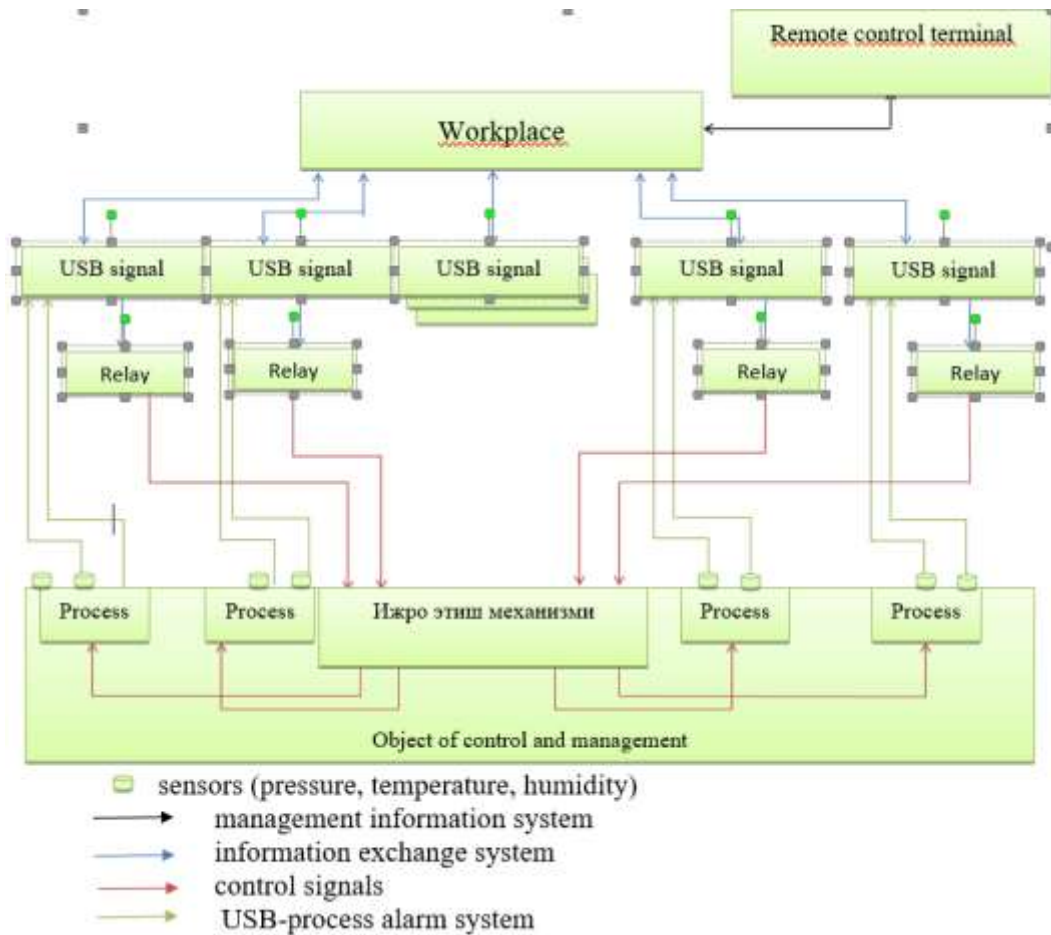 Remote control terminal
Workplace
USB signal
USB signal
USB signal
USB signal
USB signal
Relay
Relay
Relay
Relay
Process
Process
Ижро этиш механизми
Process
Process
Object of control and management
sensors (pressure, temperature, humidity)
management information system
information exchange system
control signals
USB-process alarm system